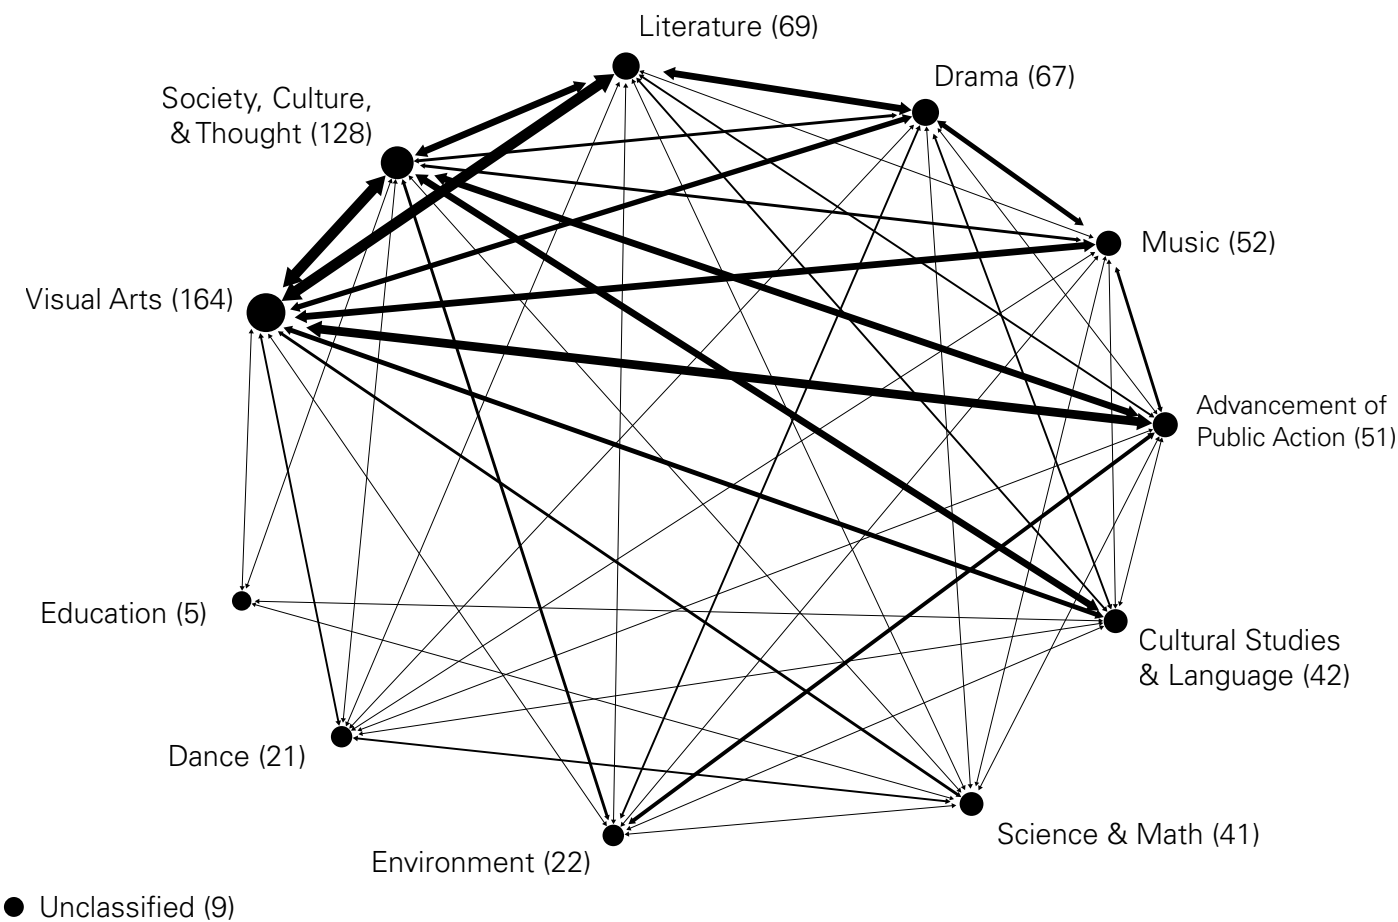 Literature (69)
Drama (67)
Society, Culture,
& Thought (128)
Music (52)
Visual Arts (164)
Advancement of
Public Action (51)
Education (5)
Cultural Studies
& Language (42)
Dance (21)
Science & Math (41)
Environment (22)
Unclassified (9)